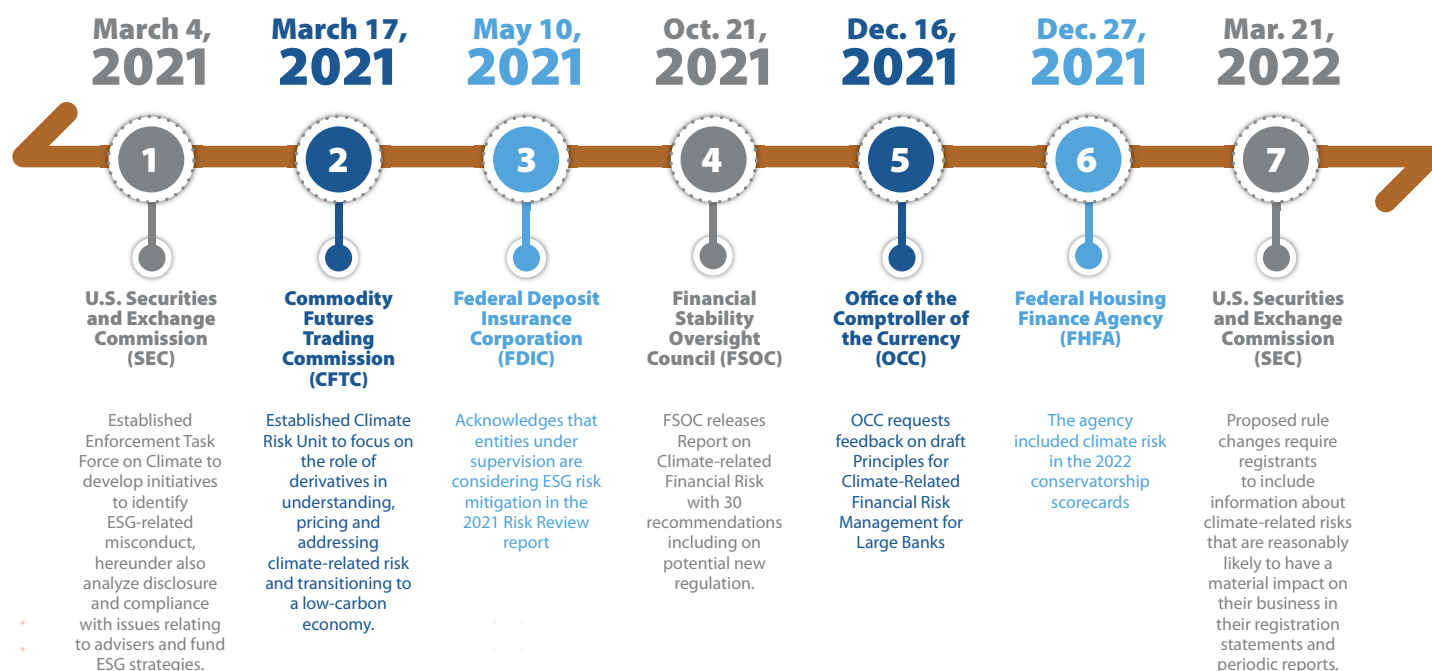 March 4,
2021
March 17,
2021
May 10,
2021
Oct. 21,
2021
Dec. 16,
2021
Dec. 27,
2021
Mar. 21,
2022
1
2
3
4
5
6
7
U.S. Securities
and Exchange
Commission
(SEC)
Established
Enforcement Task
Force on Climate to
develop initiatives
to identify
ESG-related
misconduct,
hereunder also
analyze disclosure
and compliance
with issues relating
to advisers and fund
ESG strategies.
Commodity
Futures
Trading
Commission
(CFTC)
Established Climate
Risk Unit to focus on
the role of
derivatives in
understanding,
pricing and
addressing
climate-related risk
and transitioning to
a low-carbon
economy.
Federal Deposit
Insurance
Corporation
(FDIC)
Acknowledges that
entities under
supervision are
considering ESG risk
mitigation in the
2021 Risk Review
report
Financial
Stability
Oversight
Council (FSOC)
FSOC releases
Report on
Climate-related
Financial Risk
with 30
recommendations
including on
potential new
regulation.
Office of the
Comptroller of
the Currency
(OCC)
OCC requests
feedback on draft
Principles for
Climate-Related
Financial Risk
Management for
Large Banks
Federal Housing
Finance Agency
(FHFA)
The agency
included climate risk
in the 2022
conservatorship
scorecards
U.S. Securities
and Exchange
Commission
(SEC)
Proposed rule
changes require
registrants
to include
information about
climate-related risks
that are reasonably
likely to have a
material impact on
their business in
their registration
statements and
periodic reports.